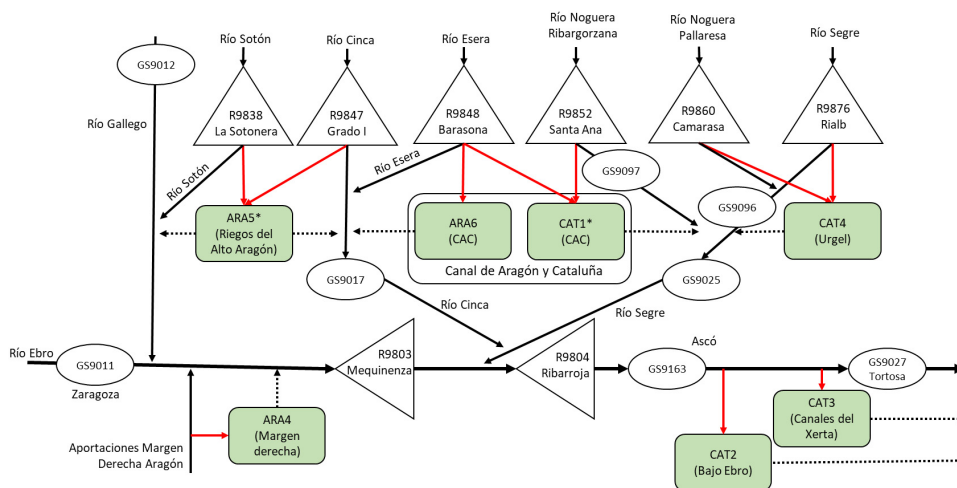 Río Sotón
Río Cinca
Río Esera
Río Noguera
Ribargorzana
Río Noguera
Pallaresa
Río Segre
GS9012
R9838
La Sotonera
R9847
Grado I
R9848
Barasona
R9852
Santa Ana
R9860
Camarasa
R9876
Rialb
Río Gallego
Río Sotón
Río Esera
GS9097
GS9096
ARA5*
(Riegos del
Alto Aragón)
ARA6
(CAC)
CAT1*
(CAC)
CAT4
(Urgel)
Canal de Aragón y Cataluña
GS9017
GS9025
Río Cinca
Río Segre
Río Ebro
GS9011
Zaragoza
R9803
Mequinenza
R9804
Ribarroja
GS9163
Ascó
GS9027
Tortosa
ARA4
(Margen
derecha)
Aportaciones Margen
Derecha Aragón
CAT3
(Canales del
Xerta)
CAT2
(Bajo Ebro)